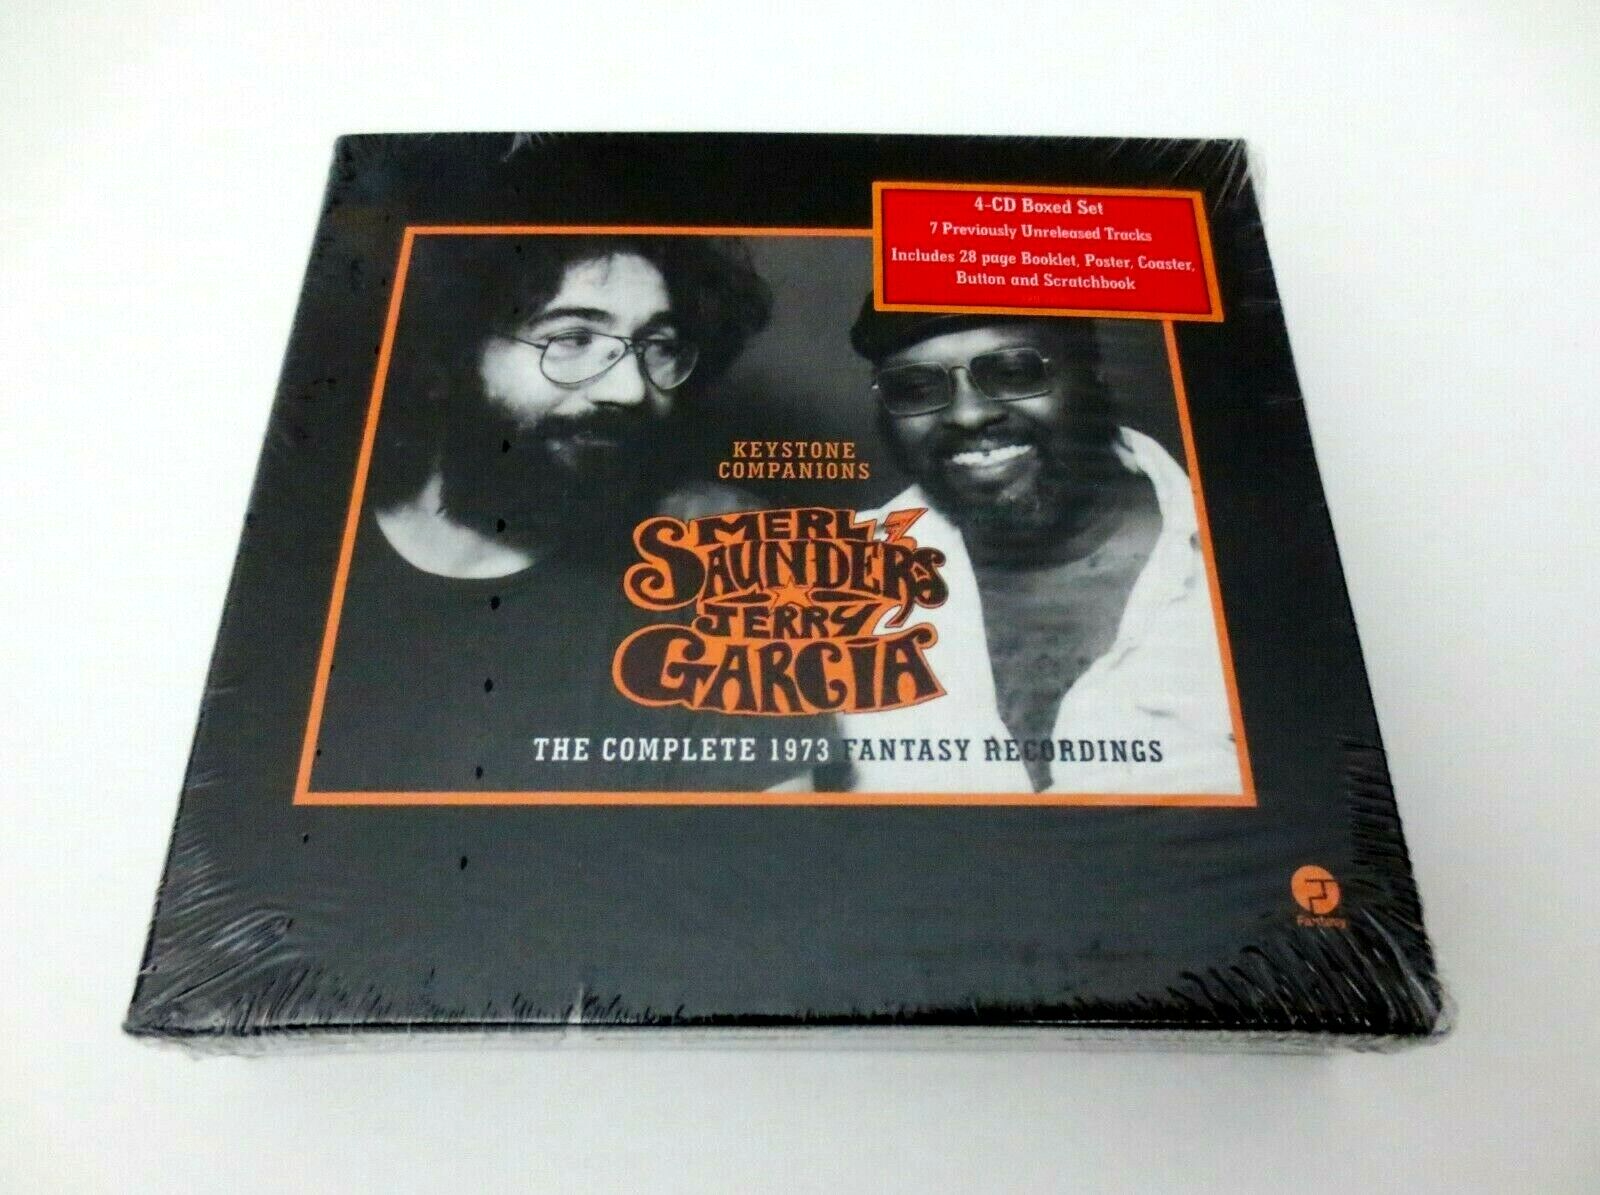 4-CD Boxed Set
7 Previously Unreleased Tracks
Includes 28 page Booklet, Poster, Coaster,
Button and Scratchbook
KEYSTONE
COMPANIONS
MERL
SAUNDERS
JERRY
GARCIA
THE COMPLETE 1973 FANTASY RECORDINGS
Fantasy